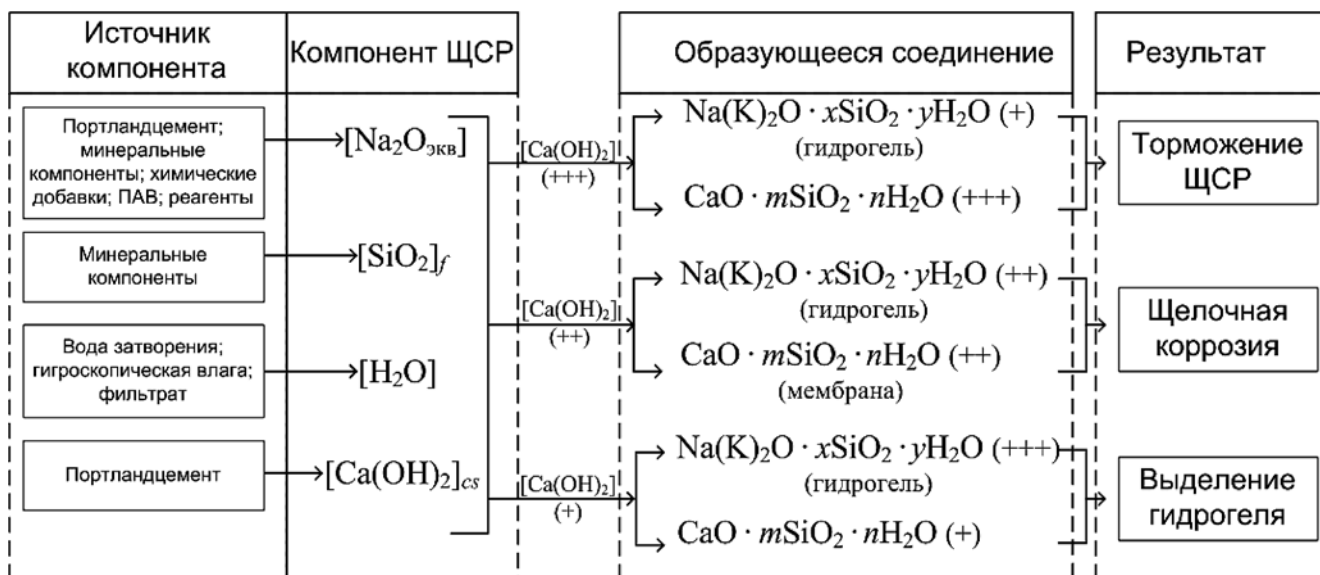 Источник
компонента
Компонент ЩСР
Образующееся соединение
Результат
Портландцемент;
минеральные
компоненты; химические
добавки; ПАВ; реагенты
[Na₂Oэкв]
Минеральные
компоненты
[SiO₂]f
Вода затворения;
гигроскопическая влага;
фильтрат
[H₂O]
Портландцемент
[Ca(OH)₂]cs
[Ca(OH)₂]
(+++)
Na(K)₂O · xSiO₂ · yH₂O (+)
(гидрогель)
CaO · mSiO₂ · nH₂O (+++)
Торможение
ЩСР
[Ca(OH)₂]
(++)
Na(K)₂O · xSiO₂ · yH₂O (++)
(гидрогель)
CaO · mSiO₂ · nH₂O (++)
(мембрана)
Щелочная
коррозия
[Ca(OH)₂]
(+)
Na(K)₂O · xSiO₂ · yH₂O (+++)
(гидрогель)
CaO · mSiO₂ · nH₂O (+)
Выделение
гидрогеля